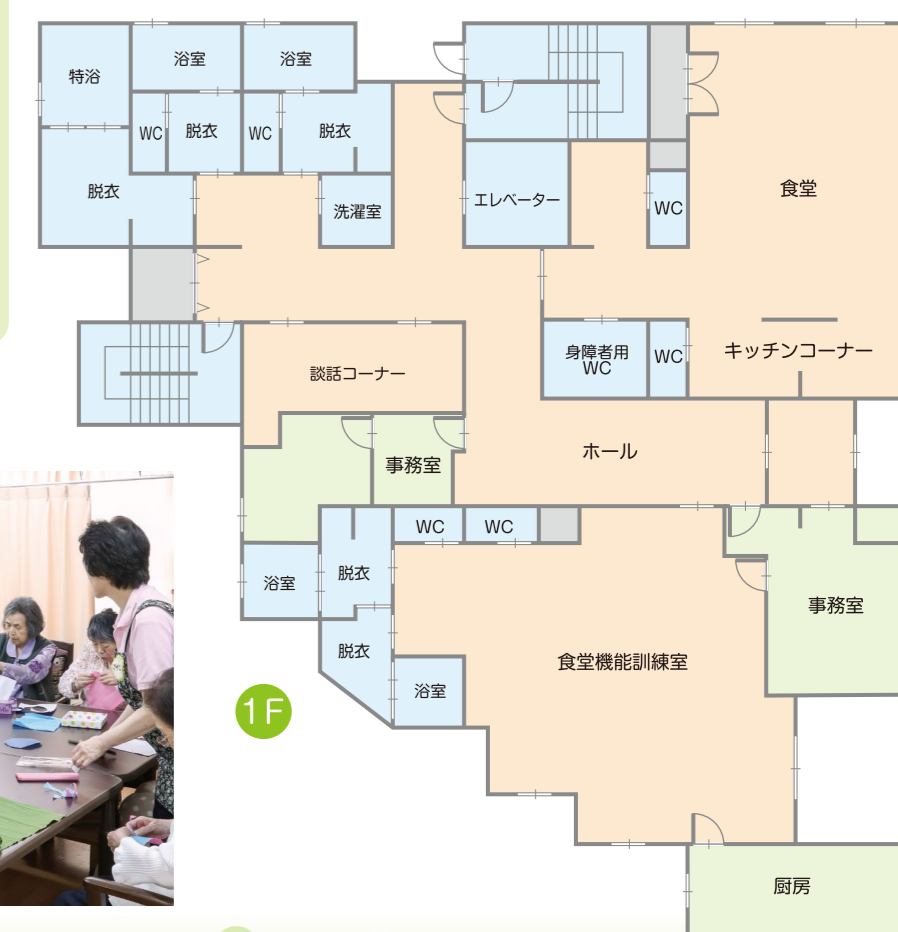 浴室
浴室
特浴
WC
脱衣
WC
脱衣
脱衣
洗濯室
エレベーター
WC
食堂
身障者用
WC
WC
キッチンコーナー
談話コーナー
ホール
事務室
WC
WC
浴室
脱衣
脱衣
浴室
食堂機能訓練室
事務室
1F
厨房